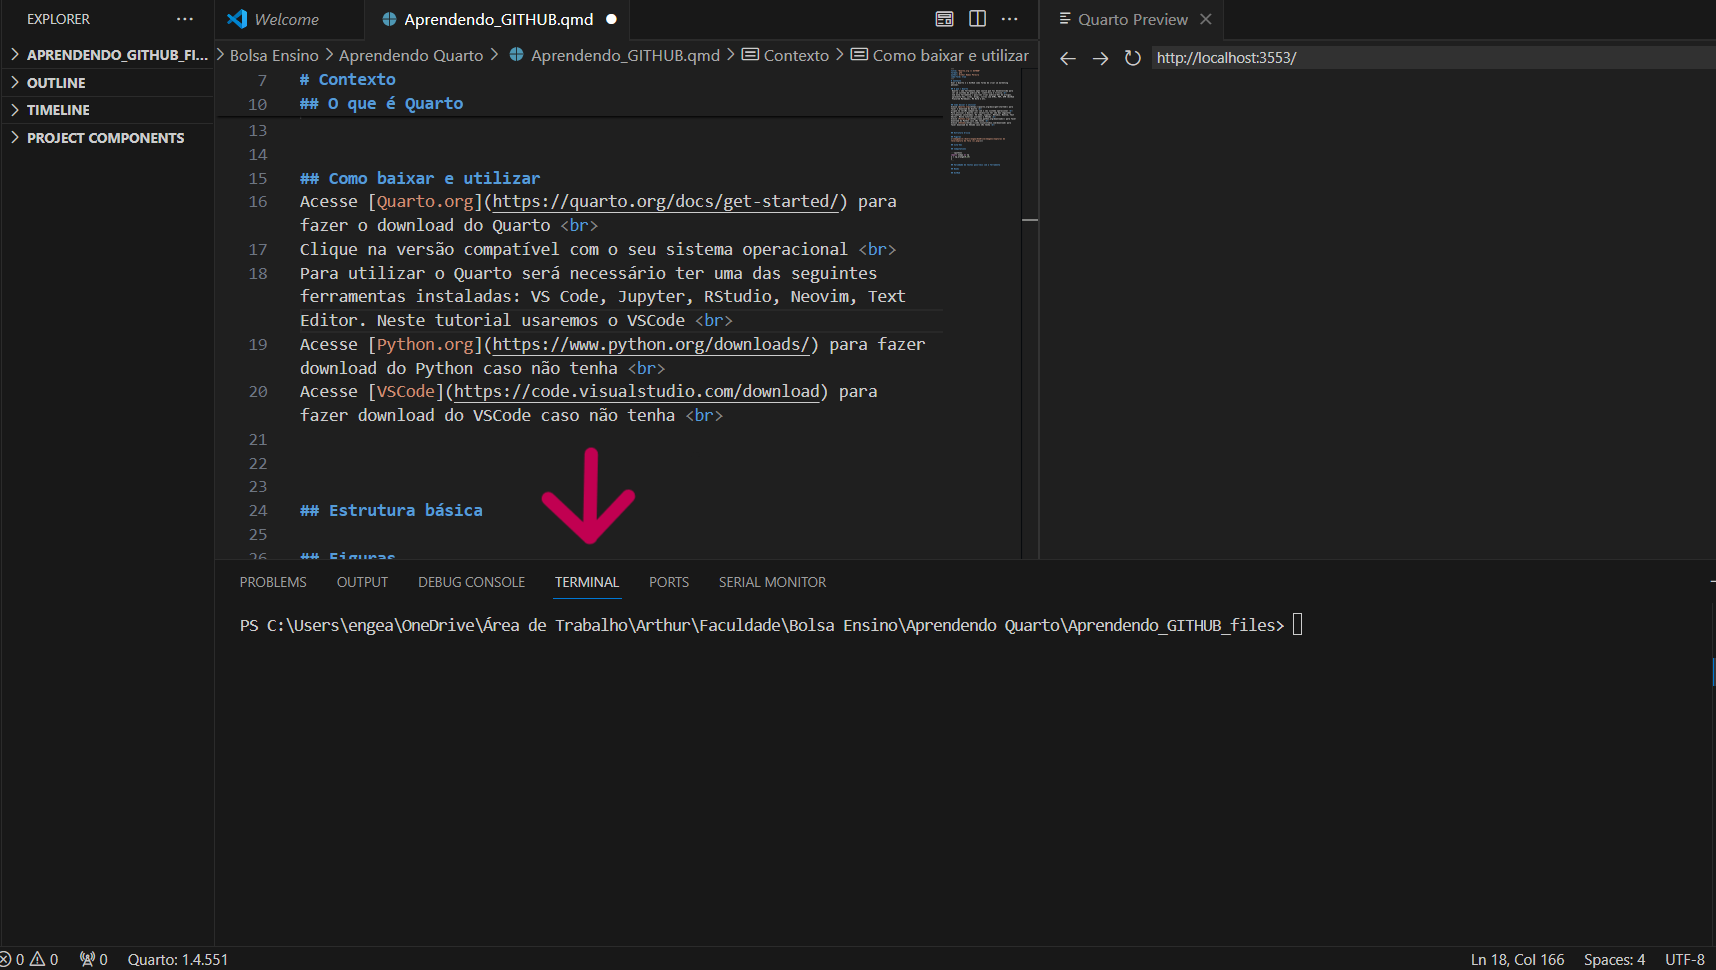 EXPLORER
Welcome
Aprendendo_GITHUB.qmd
Quarto Preview
APRENDENDO_GITHUB_FI...
OUTLINE
TIMELINE
PROJECT COMPONENTS
Bolsa Ensino > Aprendendo Quarto > Aprendendo_GITHUB.qmd > Contexto > Como baixar e utilizar
http://localhost:3553/
7 # Contexto
10 ## O que é Quarto
13
14
15 ## Como baixar e utilizar
16 Acesse [Quarto.org](https://quarto.org/docs/get-started/) para
fazer o download do Quarto <br>
17 Clique na versão compatível com o seu sistema operacional <br>
18 Para utilizar o Quarto será necessário ter uma das seguintes
ferramentas instaladas: VS Code, Jupyter, RStudio, Neovim, Text
Editor. Neste tutorial usaremos o VSCode <br>
19 Acesse [Python.org](https://www.python.org/downloads/) para fazer
download do Python caso não tenha <br>
20 Acesse [VSCode](https://code.visualstudio.com/download) para
fazer download do VSCode caso não tenha <br>
21
22
23
24 ## Estrutura básica
25
26 ## Figuras
PROBLEMS OUTPUT DEBUG CONSOLE TERMINAL PORTS SERIAL MONITOR
PS C:\Users\engea\OneDrive\Área de Trabalho\Arthur\Faculdade\Bolsa Ensino\Aprendendo Quarto\Aprendendo_GITHUB_files>
0 0 0 Quarto: 1.4.551
Ln 18, Col 166 Spaces: 4 UTF-8